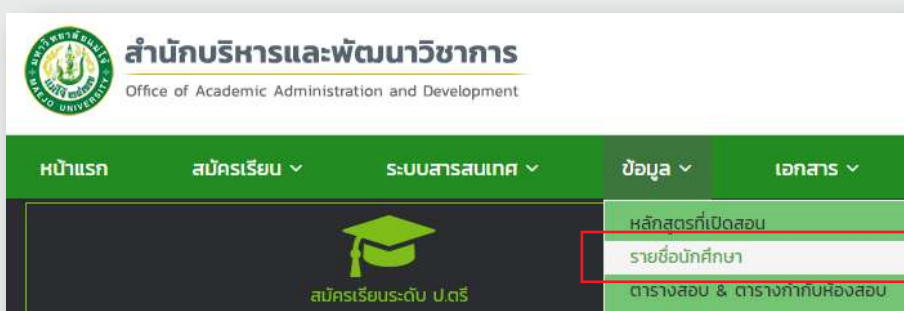 สำนักบริหารและพัฒนาวิชาการ
Office of Academic Administration and Development
MAEJO UNIVERSITY
หน้าแรก สมัครเรียน ระบบสารสนเทศ ข้อมูล เอกสาร
หลักสูตรที่เปิดสอน
รายชื่อนักศึกษา
สมัครเรียนระดับ ป.ตรี
ตารางสอบ & ตารางกำกับห้องสอบ